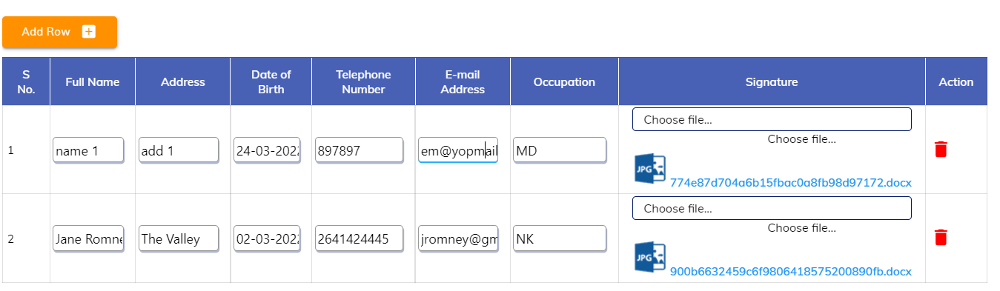 Add Row
S No.
Full Name
Address
Date of Birth
Telephone Number
E-mail Address
Occupation
Signature
Action
1
name 1
add 1
24-03-202
897897
em@yopmail
MD
Choose file...
Choose file...
JPG
774e87d704a6b15fbac0a8fb98d97172.docx
2
Jane Romne
The Valley
02-03-202
2641424445
jromney@gm
NK
Choose file...
Choose file...
JPG
900b6632459c6f9806418575200890fb.docx